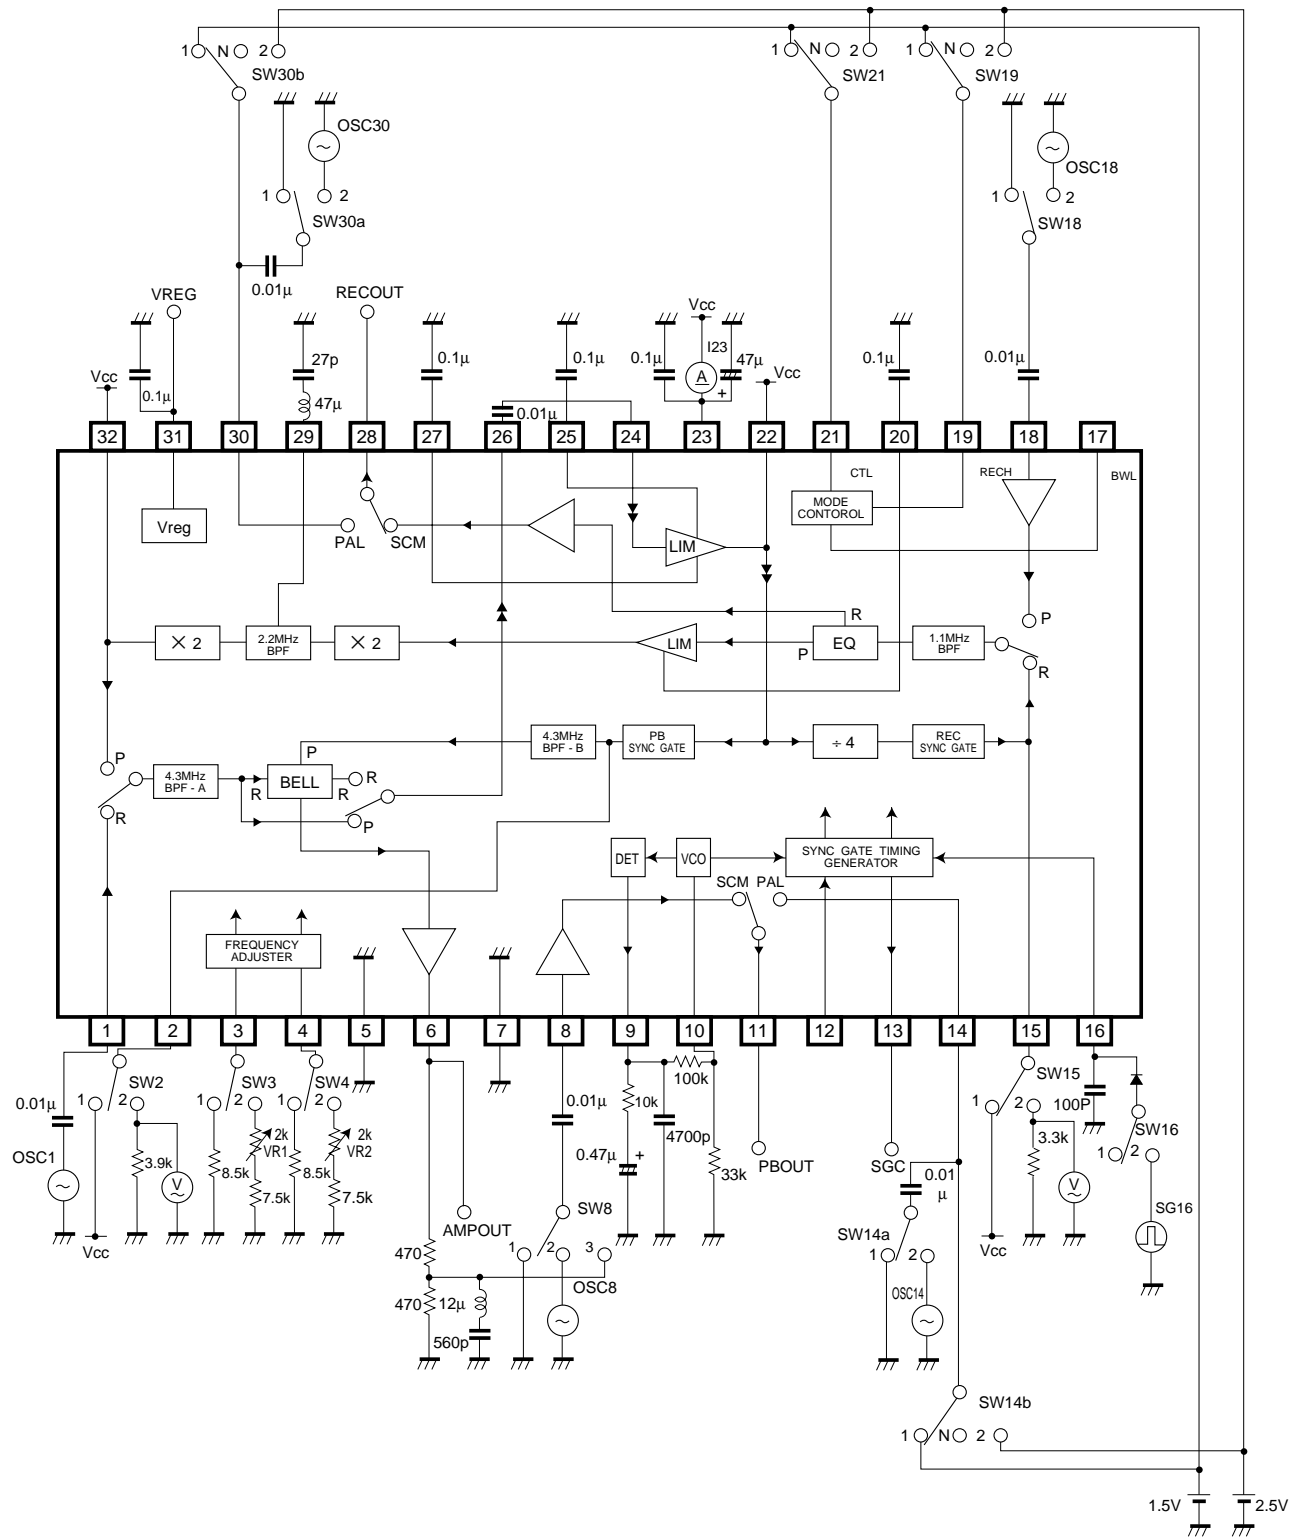 1 N 2
SW30b
1 N 2
SW21
1 N 2
SW19
OSC30
OSC18
1 2
SW30a
1 2
SW18
0.01μ
VREG
RECOUT
Vcc
0.1μ
27p
47μ
0.1μ
0.01μ
0.1μ
0.1μ
Vcc
I23
A
47μ
+
Vcc
0.1μ
0.01μ
32 31 30 29 28 27 26 25 24 23 22 21 20 19 18 17
Vreg
PAL
SCM
LIM
CTL
MODE
CONTOROL
RECH
BWL
P
R
× 2
2.2MHz
BPF
× 2
LIM
R
P
EQ
1.1MHz
BPF
P
4.3MHz
BPF - B
PB
SYNC GATE
÷ 4
REC
SYNC GATE
P
R
4.3MHz
BPF - A
R
BELL
R
R
P
DET
VCO
SYNC GATE TIMING
GENERATOR
SCM PAL
FREQUENCY
ADJUSTER
1 2 3 4 5 6 7 8 9 10 11 12 13 14 15 16
0.01μ
OSC1
SW2
1 2
3.9k
V
Vcc
SW3
1 2
8.5k
2k
VR1
7.5k
SW4
1 2
8.5k
2k
VR2
7.5k
AMPOUT
470
470
12μ
560p
0.01μ
SW8
1 2 3
OSC8
10k
0.47μ
+
4700p
100k
33k
PBOUT
SGC
0.01
μ
SW14a
1 2
OSC14
SW15
1 2
3.3k
V
Vcc
100P
SW16
1 2
SG16
SW14b
1 N 2
1.5V
2.5V